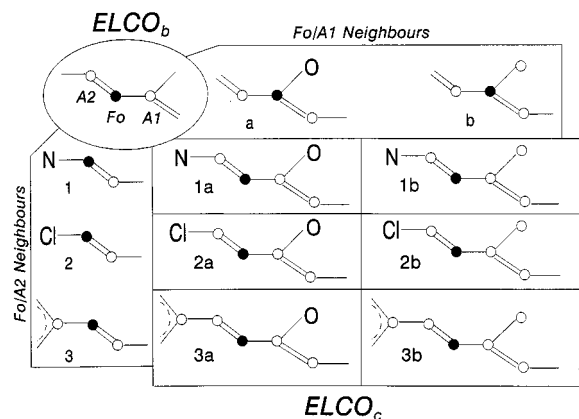 ELCOb
Fo/A1 Neighbours
A2
Fo
A1
O
a
b
Fo/A2 Neighbours
N
1
N
O
1a
N
1b
Cl
2
Cl
O
2a
Cl
2b
3
O
3a
3b
ELCOc